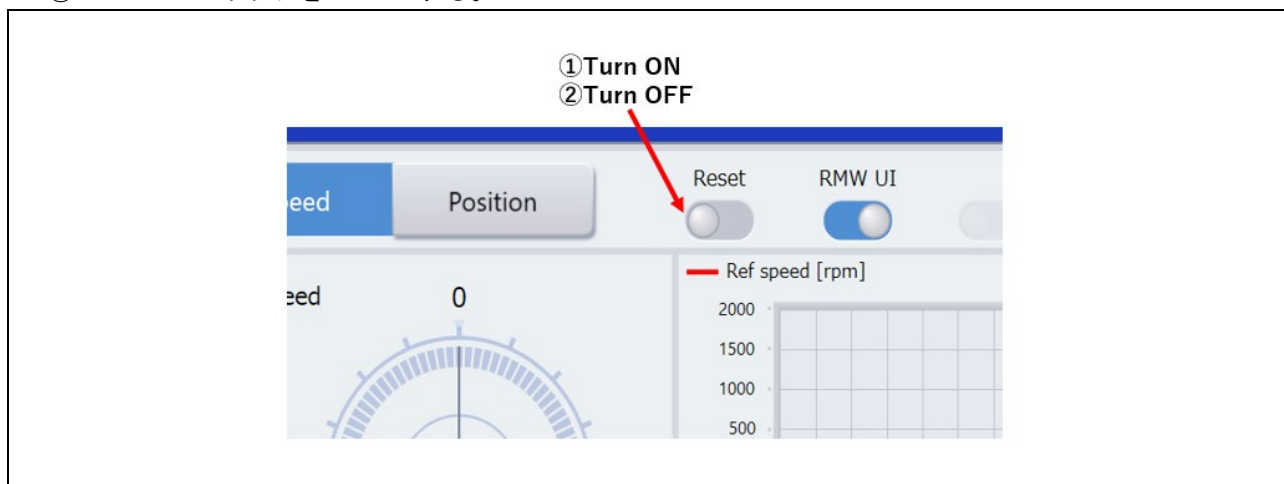 ①Turn ON
②Turn OFF
eed
Position
Reset
RMW UI
eed
0
Ref speed [rpm]
2000
1500
1000
500